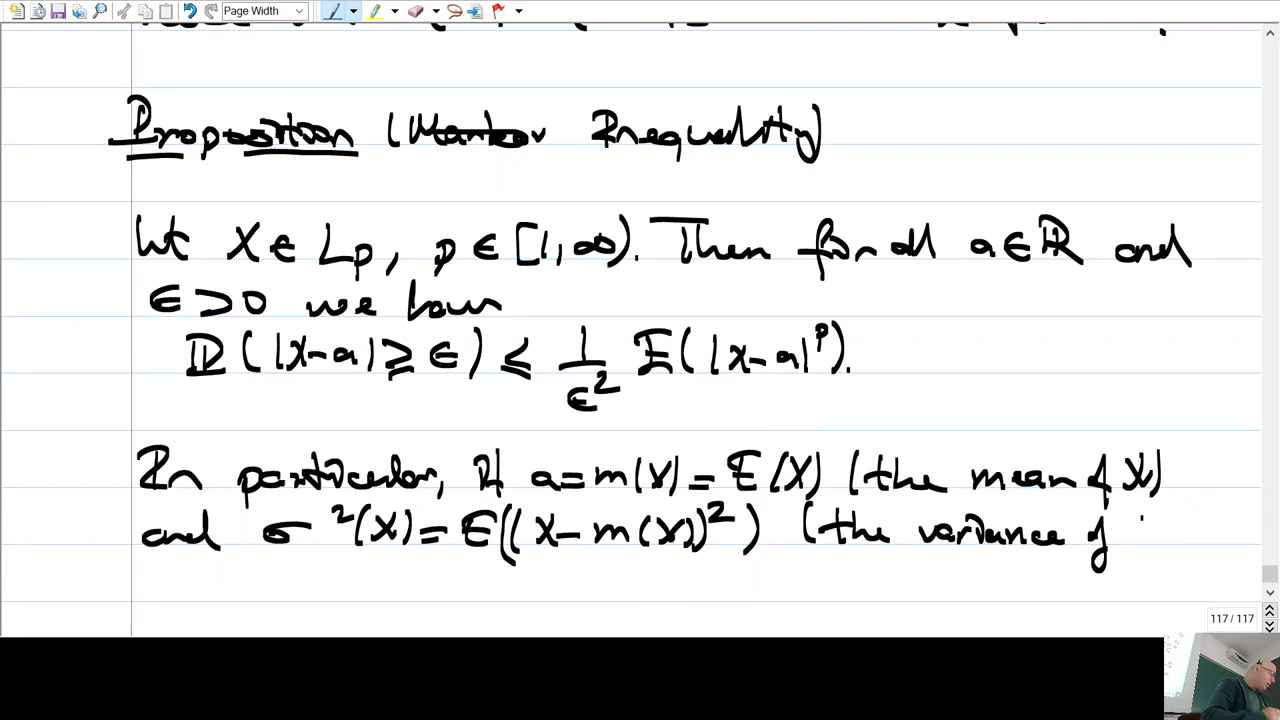 Page Width
Proposition (Markov Inequality)
Let X ∈ Lp, p ∈ [1,∞). Then for all a ∈ ℝ and
ϵ > 0 we have
ℙ(|X-a| ≥ ϵ) ≤ 1/ϵ² E(|X-a|^p).
In particular, if a = m(X) = E(X) (the mean of X)
and σ²(X) = E((X - m(X))²) (the variance of
117 / 117